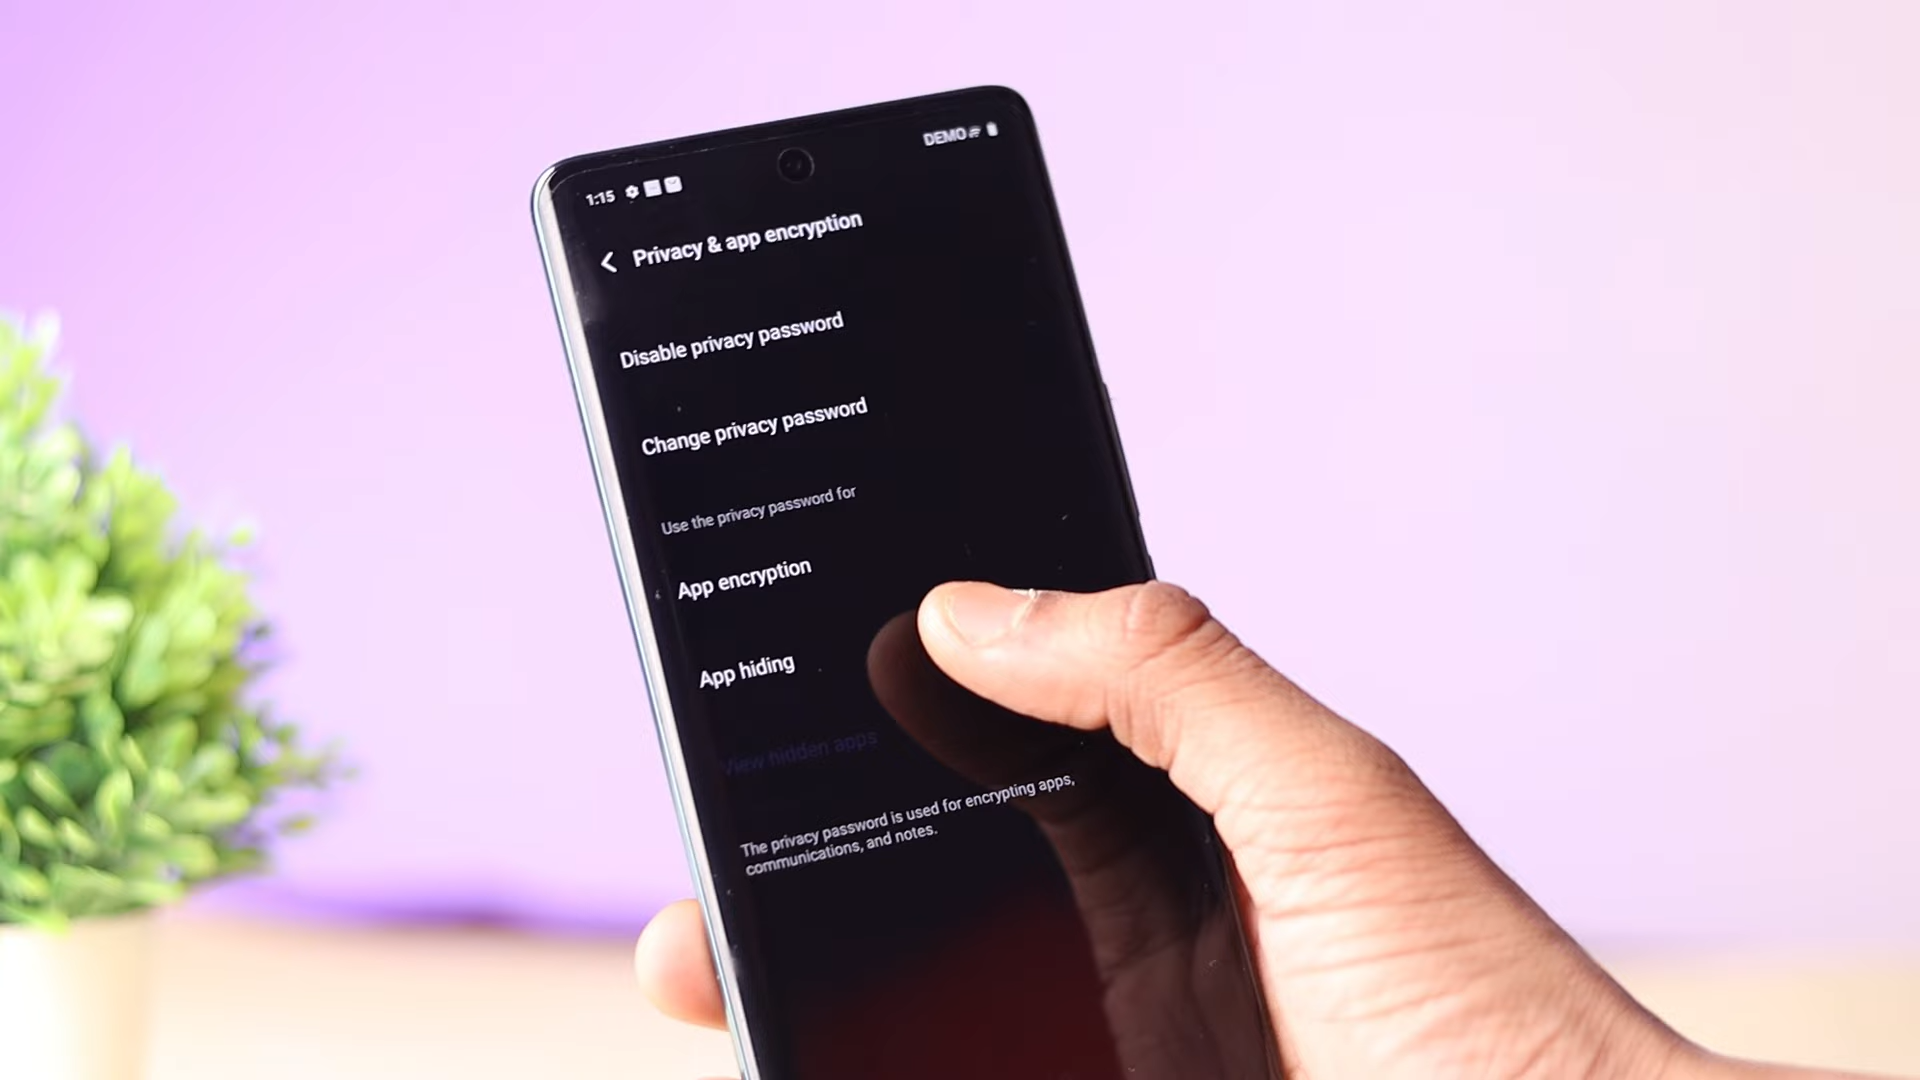 1:15
DEMO
Privacy & app encryption
Disable privacy password
Change privacy password
Use the privacy password for
App encryption
App hiding
View hidden apps
The privacy password is used for encrypting apps,
communications, and notes.